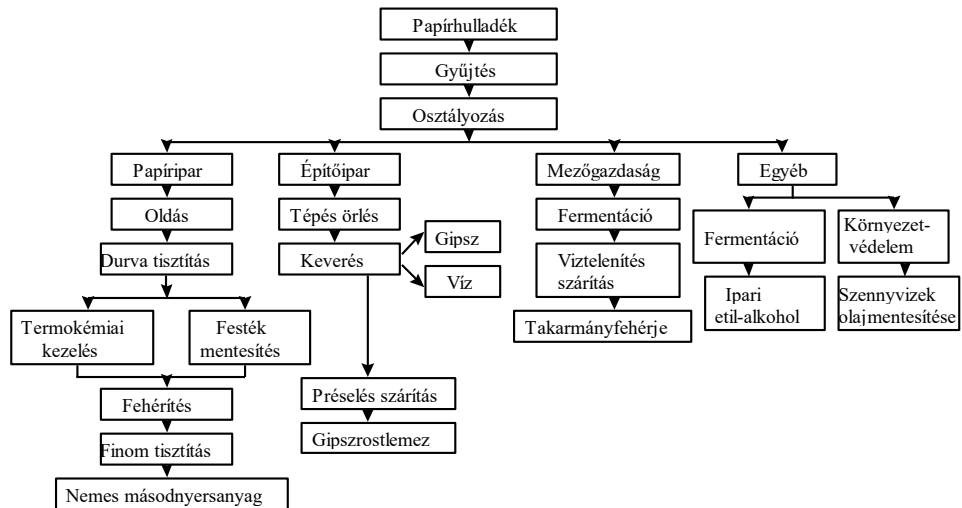 Papírhulladék
Gyűjtés
Osztályozás
Papíripar
Építőipar
Mezőgazdaság
Egyéb
Oldás
Tépés örlés
Fermentáció
Durva tisztítás
Keverés
Gipsz
Víz
Viztelenítés
szárítás
Fermentáció
Környezet-
védelem
Termokémiai
kezelés
Festék
mentesítés
Takarmányfehérje
Ipari
etil-alkohol
Szennyvizek
olajmentesítése
Fehérítés
Préselés szárítás
Finom tisztítás
Gipszrostlemez
Nemes másodnyersanyag